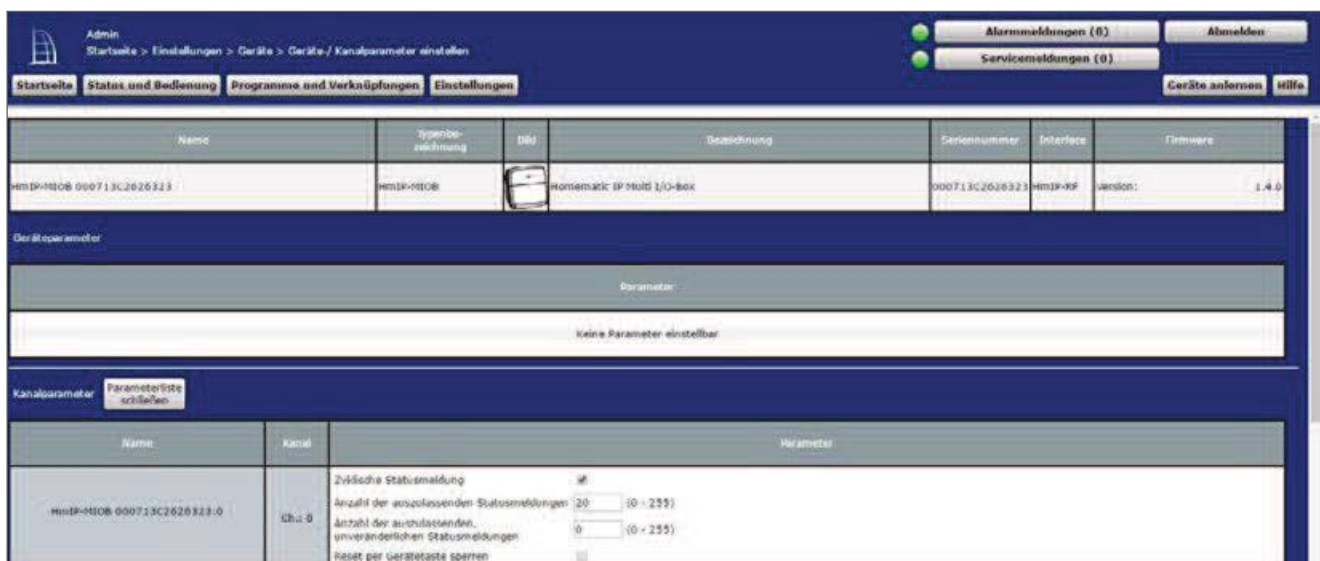 Admin
Startseite > Einstellungen > Geräte > Geräte-/ Kanalparameter einstellen
Alarmmeldungen (0)
Abmelden
Servicemeldungen (0)
Startseite
Status und Bedienung
Programme und Verknüpfungen
Einstellungen
Geräte anlernen
Hilfe
Name
Typenbe-
zeichnung
Bild
Bezeichnung
Seriennummer
Interface
Firmware
HmIP-MIOB 000713C2626323
HmIP-MIOB
Homematic IP Multi I/O-Box
000713C2626323
HmIP-RF
Version: 1.4.0
Geräteparameter
Parameter
Keine Parameter einstellbar
Kanalparameter
Parameterliste
schließen
Name
Kanal
Parameter
HmIP-MIOB 000713C2626323:0
Ch.: 0
Zyklische Statusmeldung
Anzahl der auszulassenden Statusmeldungen 20 (0 - 255)
Anzahl der auszulassenden,
unveränderlichen Statusmeldungen 0 (0 - 255)
Reset per Gerätetaste sperren